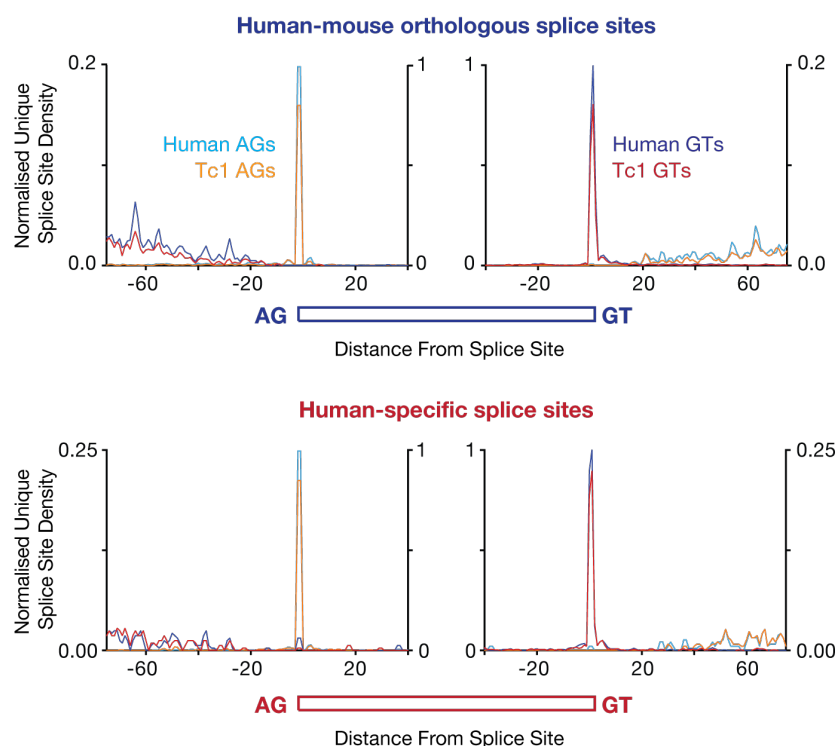 Human-mouse orthologous splice sites
Normalised Unique
Splice Site Density
0.2
0.0
1
0
Human AGs
Tc1 AGs
-60
-20
20
1
0
0.2
0.0
Human GTs
Tc1 GTs
-20
20
60
AG
GT
Distance From Splice Site
Human-specific splice sites
Normalised Unique
Splice Site Density
0.25
0.00
1
0
-60
-20
20
1
0
0.25
0.00
-20
20
60
AG
GT
Distance From Splice Site